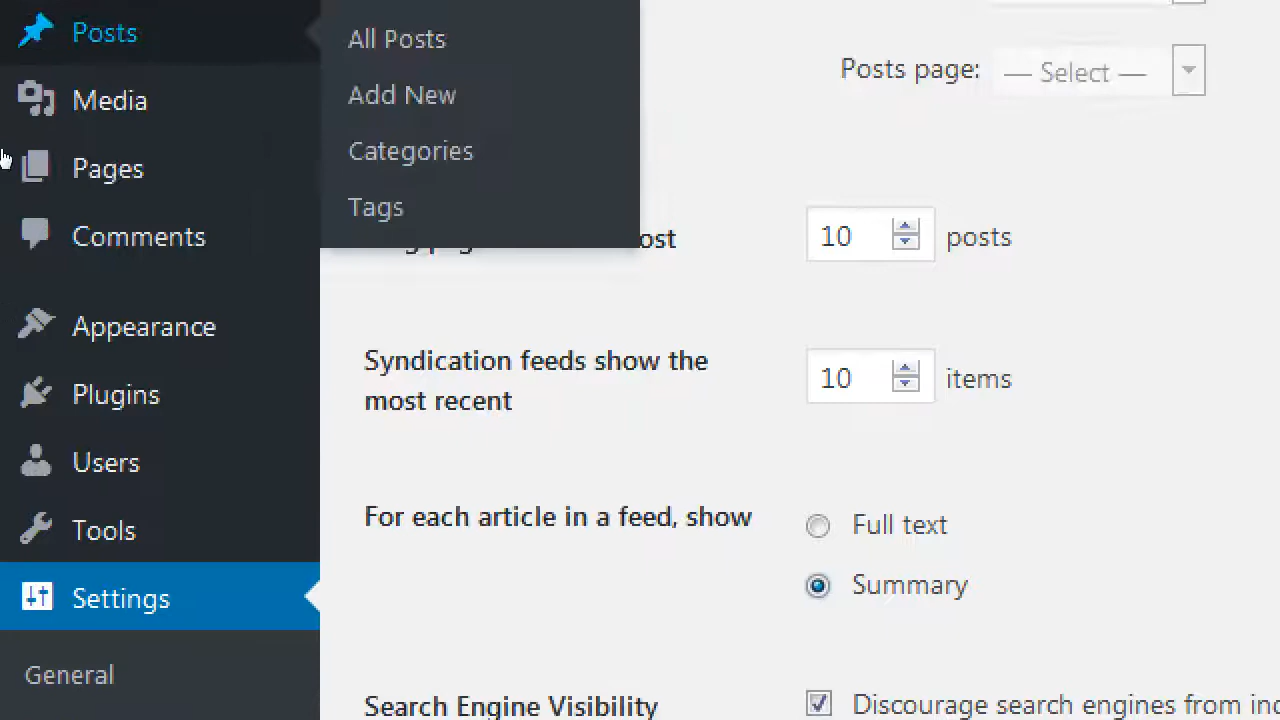 Posts
Media
Pages
Comments
Appearance
Plugins
Users
Tools
Settings
General
All Posts
Add New
Categories
Tags
Posts page: — Select —
10 posts
Syndication feeds show the
most recent
10 items
For each article in a feed, show
Full text
Summary
Search Engine Visibility
Discourage search engines from